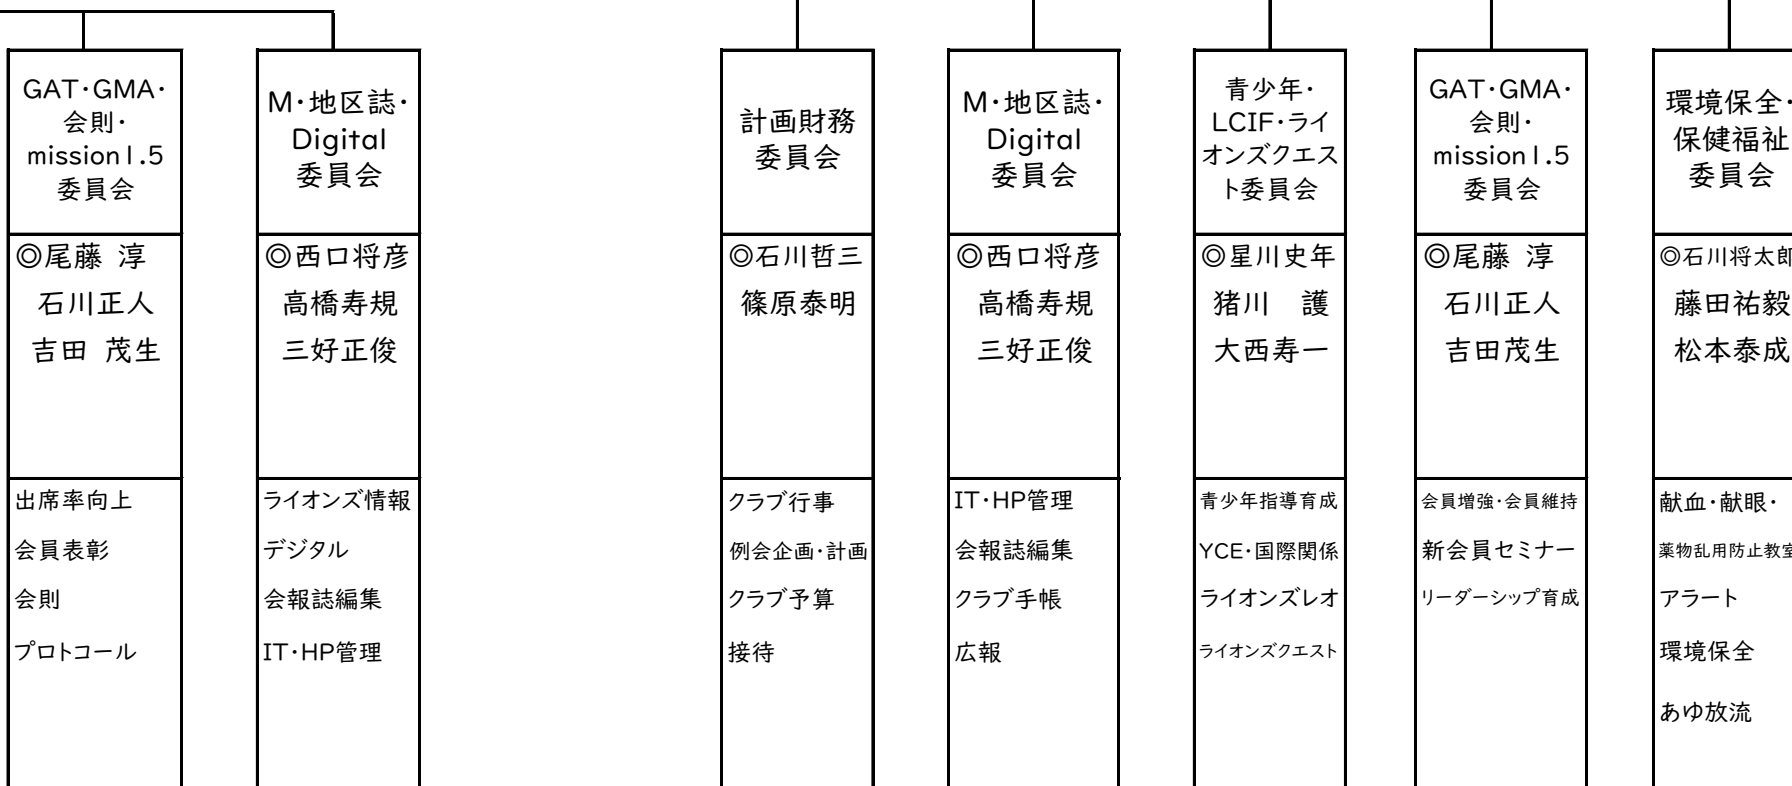 GAT・GMA・
会則・
mission1.5
委員会
◎尾藤 淳
石川正人
吉田 茂生
出席率向上
会員表彰
会則
プロトコール
M・地区誌・
Digital
委員会
◎西口将彦
高橋寿規
三好正俊
ライオンズ情報
デジタル
会報誌編集
IT・HP管理
計画財務
委員会
◎石川哲三
篠原泰明
クラブ行事
例会企画・計画
クラブ予算
接待
M・地区誌・
Digital
委員会
◎西口将彦
高橋寿規
三好正俊
IT・HP管理
会報誌編集
クラブ手帳
広報
青少年・
LCIF・ライ
オンズクエス
ト委員会
◎星川史年
猪川　護
大西寿一
青少年指導育成
YCE・国際関係
ライオンズレオ
ライオンズクエスト
GAT・GMA・
会則・
mission1.5
委員会
◎尾藤 淳
石川正人
吉田茂生
会員増強・会員維持
新会員セミナー
リーダーシップ育成
環境保全・
保健福祉
委員会
◎石川将太郎
藤田祐毅
松本泰成
献血・献眼・
薬物乱用防止教室
アラート
環境保全
あゆ放流